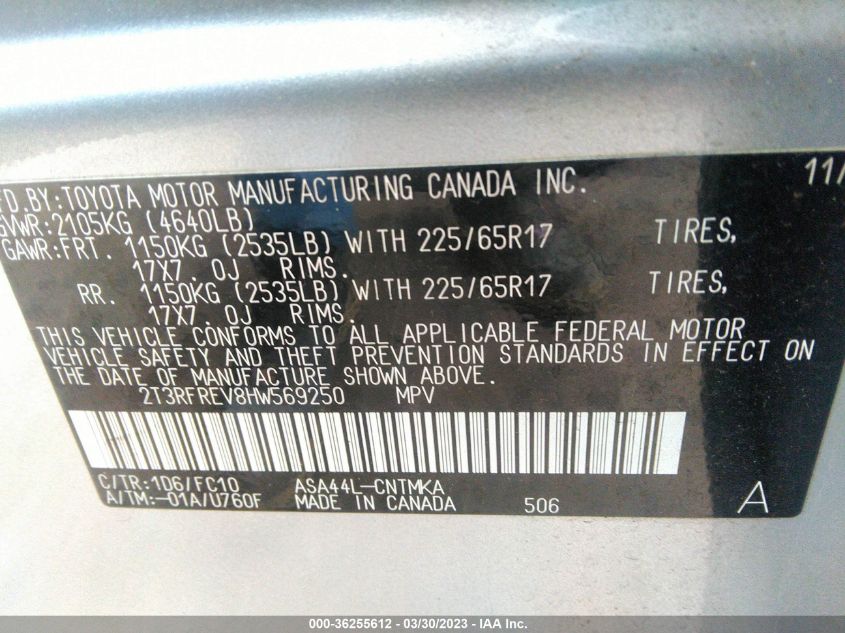 FD BY:TOYOTA MOTOR MANUFACTURING CANADA INC. 11/
GVWR:2105KG (4640LB)
GAWR:FRT. 1150KG (2535LB) WITH 225/65R17 TIRES,
17X7.0J RIMS.
RR. 1150KG (2535LB) WITH 225/65R17 TIRES,
17X7.0J RIMS.
THIS VEHICLE CONFORMS TO ALL APPLICABLE FEDERAL MOTOR
VEHICLE SAFETY AND THEFT PREVENTION STANDARDS IN EFFECT ON
THE DATE OF MANUFACTURE SHOWN ABOVE.
2T3RFREV8HW569250 MPV
C/TR:1D6/FC10 ASA44L-CNTMKA
A/TM:-01A/U760F MADE IN CANADA 506 A
000-36255612 - 03/30/2023 - IAA Inc.